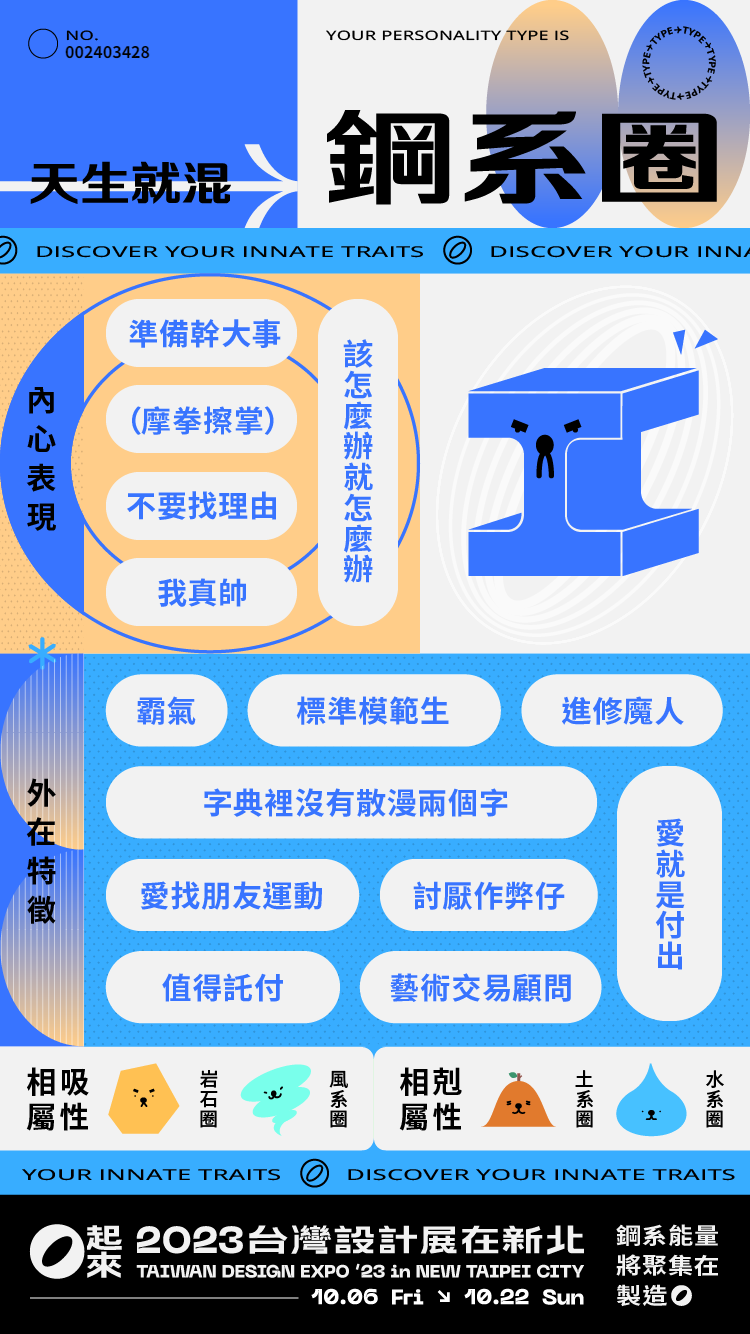 NO.
002403428
天生就混
YOUR PERSONALITY TYPE IS
鋼系圈
TYPE→TYPE→TYPE→TYPE→TYPE→TYPE→
DISCOVER YOUR INNATE TRAITS
DISCOVER YOUR INNA
內心表現
準備幹大事
（摩拳擦掌）
不要找理由
我真帥
該怎麼辦就怎麼辦
外在特徵
霸氣
標準模範生
進修魔人
字典裡沒有散漫兩個字
愛找朋友運動
討厭作弊仔
愛就是付出
值得託付
藝術交易顧問
相吸屬性
岩石圈
風系圈
相剋屬性
土系圈
水系圈
YOUR INNATE TRAITS
DISCOVER YOUR INNATE TRAITS
起來
2023台灣設計展在新北
TAIWAN DESIGN EXPO '23 in NEW TAIPEI CITY
10.06 Fri ↘ 10.22 Sun
鋼系能量
將聚集在
製造